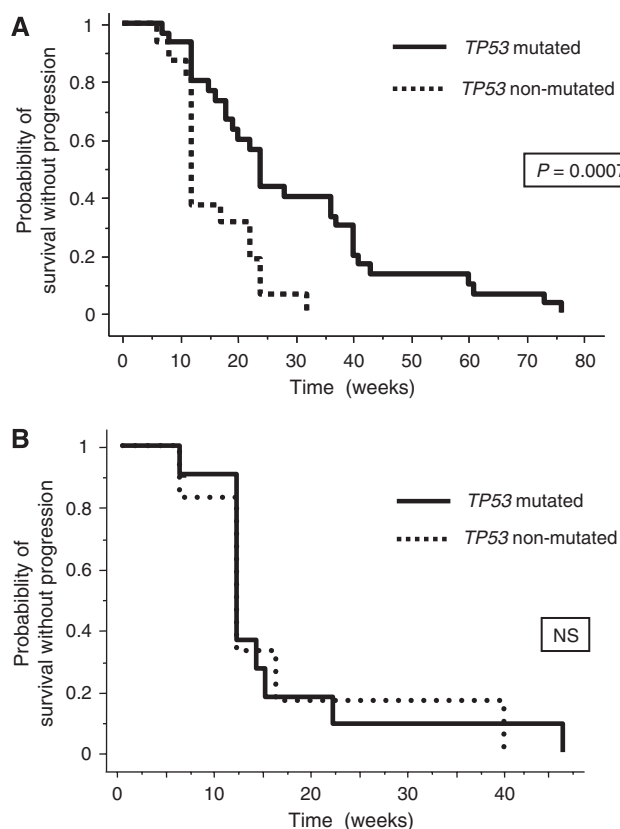 A
Probabiblity of
survival without progression
1
0.8
0.6
0.4
0.2
0
TP53 mutated
TP53 non-mutated
P = 0.0007
0 10 20 30 40 50 60 70 80
Time (weeks)
B
Probabiblity of
survival without progression
1
0.8
0.6
0.4
0.2
0
TP53 mutated
TP53 non-mutated
NS
0 10 20 30 40
Time (weeks)